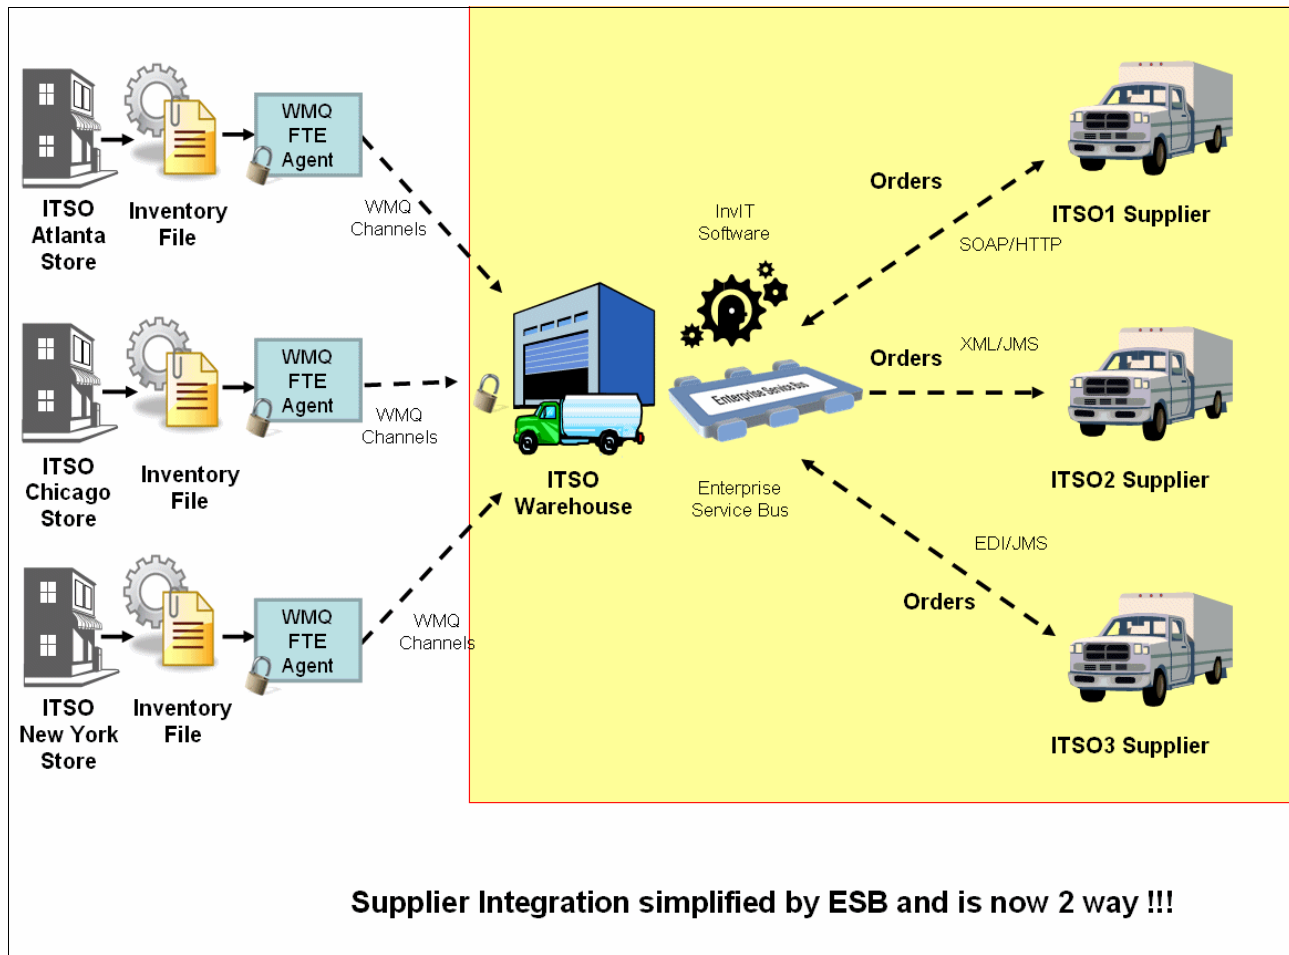 WMQ
FTE
Agent
ITSO
Atlanta
Store
Inventory
File
WMQ
Channels
InvIT
Software
Orders
SOAP/HTTP
ITSO1 Supplier
WMQ
FTE
Agent
ITSO
Chicago
Store
Inventory
File
WMQ
Channels
Enterprise Service Bus
Orders
XML/JMS
ITSO2 Supplier
ITSO
Warehouse
Enterprise
Service Bus
EDI/JMS
Orders
WMQ
FTE
Agent
ITSO
New York
Store
Inventory
File
WMQ
Channels
ITSO3 Supplier
Supplier Integration simplified by ESB and is now 2 way !!!